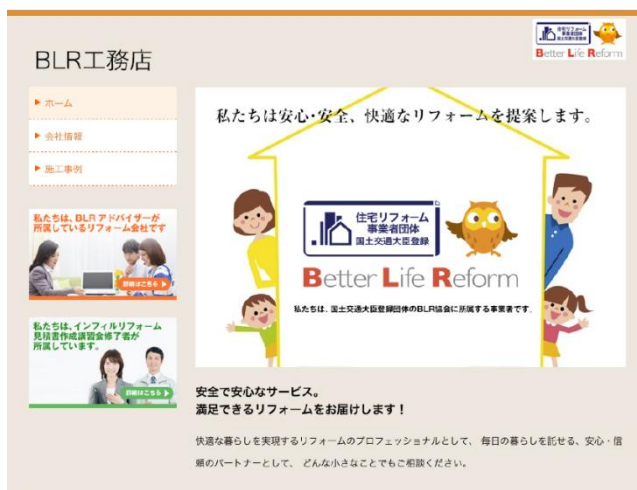 住宅リフォーム
事業者団体
国土交通大臣登録
Better Life Reform
BLR工務店
ホーム
会社情報
施工事例
私たちは、BLRアドバイザーが
所属しているリフォーム会社です
詳細はこちら
私たちは、インフィルリフォーム
見積書作成講習会修了者が
所属しています。
詳細はこちら
私たちは安心・安全、快適なリフォームを提案します。
住宅リフォーム
事業者団体
国土交通大臣登録
Better Life Reform
私たちは、国土交通大臣登録団体のBLR協会に所属する事業者です。
安全で安心なサービス。
満足できるリフォームをお届けします！
快適な暮らしを実現するリフォームのプロフェッショナルとして、 毎日の暮らしを託せる、安心・信
頼のパートナーとして、 どんな小さなことでもご相談ください。